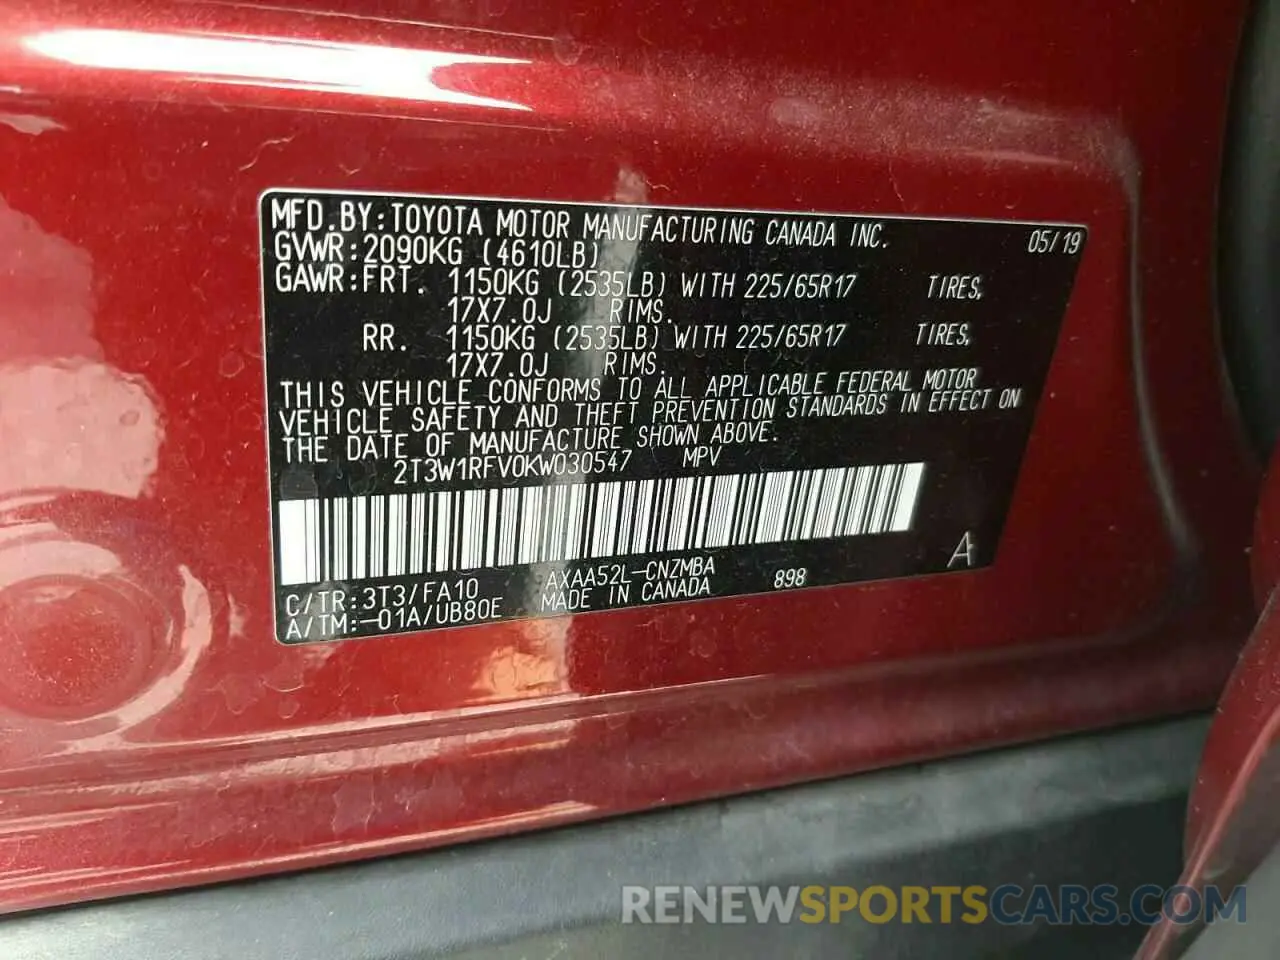 MFD.BY:TOYOTA MOTOR MANUFACTURING CANADA INC. 05/19
GVWR:2090KG (4610LB)
GAWR:FRT. 1150KG (2535LB) WITH 225/65R17 TIRES,
17X7.0J RIMS.
RR. 1150KG (2535LB) WITH 225/65R17 TIRES,
17X7.0J RIMS.
THIS VEHICLE CONFORMS TO ALL APPLICABLE FEDERAL MOTOR
VEHICLE SAFETY AND THEFT PREVENTION STANDARDS IN EFFECT ON
THE DATE OF MANUFACTURE SHOWN ABOVE.
2T3W1RFV0KW030547 MPV
C/TR:3T3/FA10 AXAA52L-CNZMBA 898 A
A/TM:-01A/UB80E MADE IN CANADA
RENEWSPORTSCARS.COM